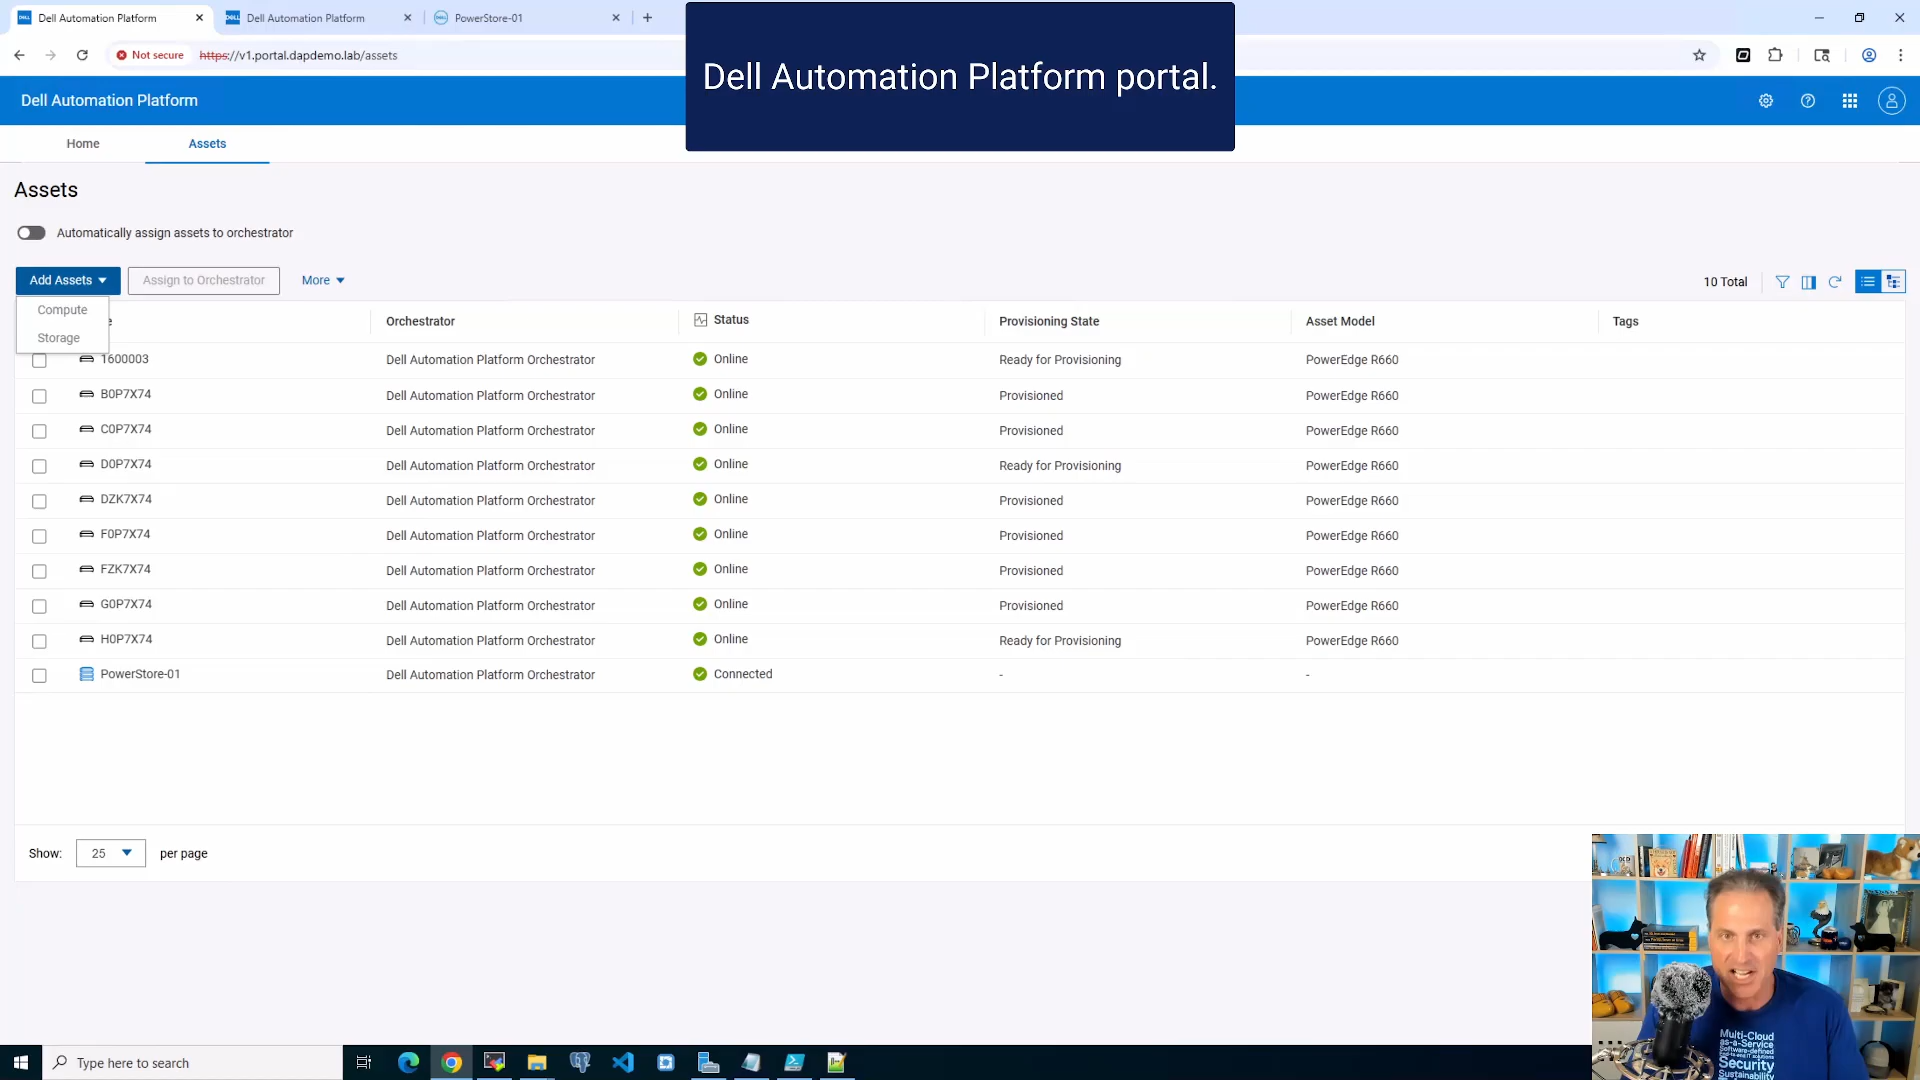 Dell Automation Platform
Dell Automation Platform
PowerStore-01
Not secure
https://v1.portal.dapdemo.lab/assets
Dell Automation Platform portal.
Dell Automation Platform
Home
Assets
Assets
Automatically assign assets to orchestrator
Add Assets
Assign to Orchestrator
More
10 Total
Compute
Storage
e
Orchestrator
Status
Provisioning State
Asset Model
Tags
1600003
Dell Automation Platform Orchestrator
Online
Ready for Provisioning
PowerEdge R660
B0P7X74
Dell Automation Platform Orchestrator
Online
Provisioned
PowerEdge R660
C0P7X74
Dell Automation Platform Orchestrator
Online
Provisioned
PowerEdge R660
D0P7X74
Dell Automation Platform Orchestrator
Online
Ready for Provisioning
PowerEdge R660
DZK7X74
Dell Automation Platform Orchestrator
Online
Provisioned
PowerEdge R660
F0P7X74
Dell Automation Platform Orchestrator
Online
Provisioned
PowerEdge R660
FZK7X74
Dell Automation Platform Orchestrator
Online
Provisioned
PowerEdge R660
G0P7X74
Dell Automation Platform Orchestrator
Online
Provisioned
PowerEdge R660
H0P7X74
Dell Automation Platform Orchestrator
Online
Ready for Provisioning
PowerEdge R660
PowerStore-01
Dell Automation Platform Orchestrator
Connected
-
-
Show:
25
per page
Multi-Cloud
as-a-Service
Software-defined
Security
Sustainability
Type here to search